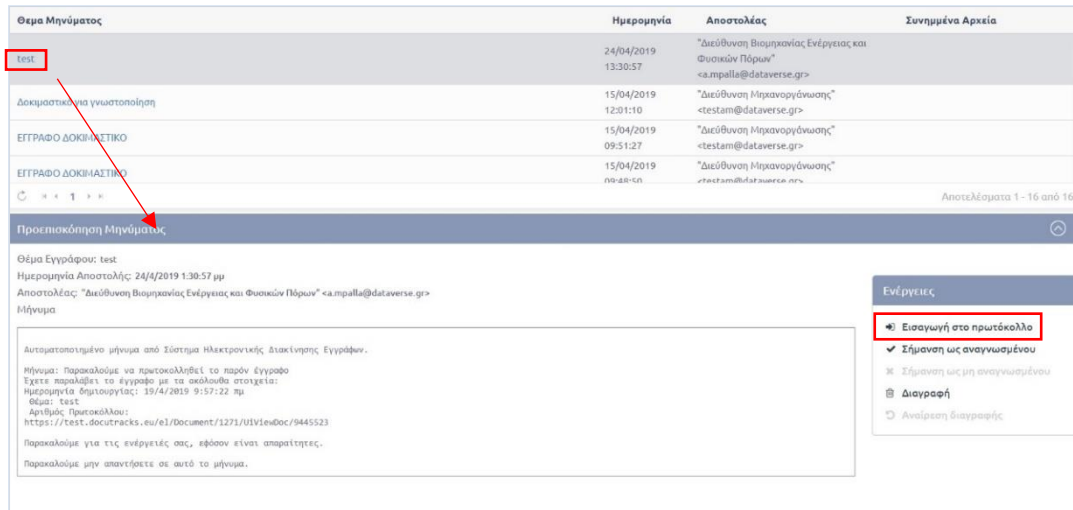 Θεμα Μηνύματος Ημερομηνία Αποστολέας Συνημμένα Αρχεία
test 24/04/2019 13:30:57 "Διεύθυνση Βιομηχανίας Ενέργειας και Φυσικών Πόρων" <a.mpalla@dataverse.gr>
Δοκιμαστικό για γνωστοποίηση 15/04/2019 12:01:10 "Διεύθυνση Μηχανοργάνωσης" <testam@dataverse.gr>
ΕΓΓΡΑΦΟ ΔΟΚΙΜΑΣΤΙΚΟ 15/04/2019 09:51:27 "Διεύθυνση Μηχανοργάνωσης" <testam@dataverse.gr>
ΕΓΓΡΑΦΟ ΔΟΚΙΜΑΣΤΙΚΟ 15/04/2019 09:48:50 "Διεύθυνση Μηχανοργάνωσης" <testam@dataverse.gr>
1 Αποτελέσματα 1 - 16 από 16
Προεπισκόπηση Μηνύματος
Θέμα Εγγράφου: test
Ημερομηνία Αποστολής: 24/4/2019 1:30:57 μμ
Αποστολέας: "Διεύθυνση Βιομηχανίας Ενέργειας και Φυσικών Πόρων" <a.mpalla@dataverse.gr>
Μήνυμα
Αυτοματοποιημένο μήνυμα από Σύστημα Ηλεκτρονικής Διακίνησης Εγγράφων.
Μήνυμα: Παρακαλούμε να πρωτοκολληθεί το παρόν έγγραφο
Έχετε παραλάβει το έγγραφο με τα ακόλουθα στοιχεία:
Ημερομηνία δημιουργίας: 19/4/2019 9:57:22 πμ
Θέμα: test
Αριθμός Πρωτοκόλλου:
https://test.docutracks.eu/el/Document/1271/UIViewDoc/9445523
Παρακαλούμε για τις ενέργειές σας, εφόσον είναι απαραίτητες.
Παρακαλούμε μην απαντήσετε σε αυτό το μήνυμα.
Ενέργειες
Εισαγωγή στο πρωτόκολλο
Σήμανση ως αναγνωσμένου
Σήμανση ως μη αναγνωσμένου
Διαγραφή
Αναίρεση διαγραφής